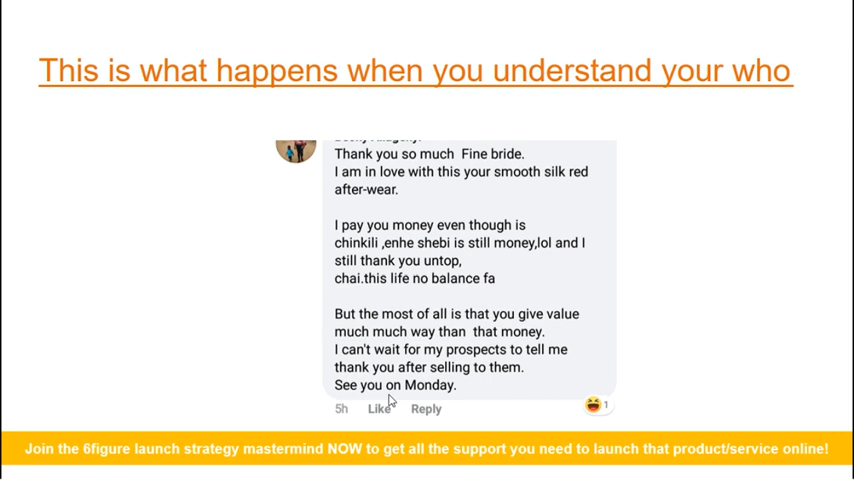 This is what happens when you understand your who
Thank you so much Fine bride.
I am in love with this your smooth silk red
after-wear.
I pay you money even though is
chinkili ,enhe shebi is still money,lol and I
still thank you untop,
chai.this life no balance fa
But the most of all is that you give value
much much way than that money.
I can't wait for my prospects to tell me
thank you after selling to them.
See you on Monday.
5h Like Reply 1
Join the 6figure launch strategy mastermind NOW to get all the support you need to launch that product/service online!